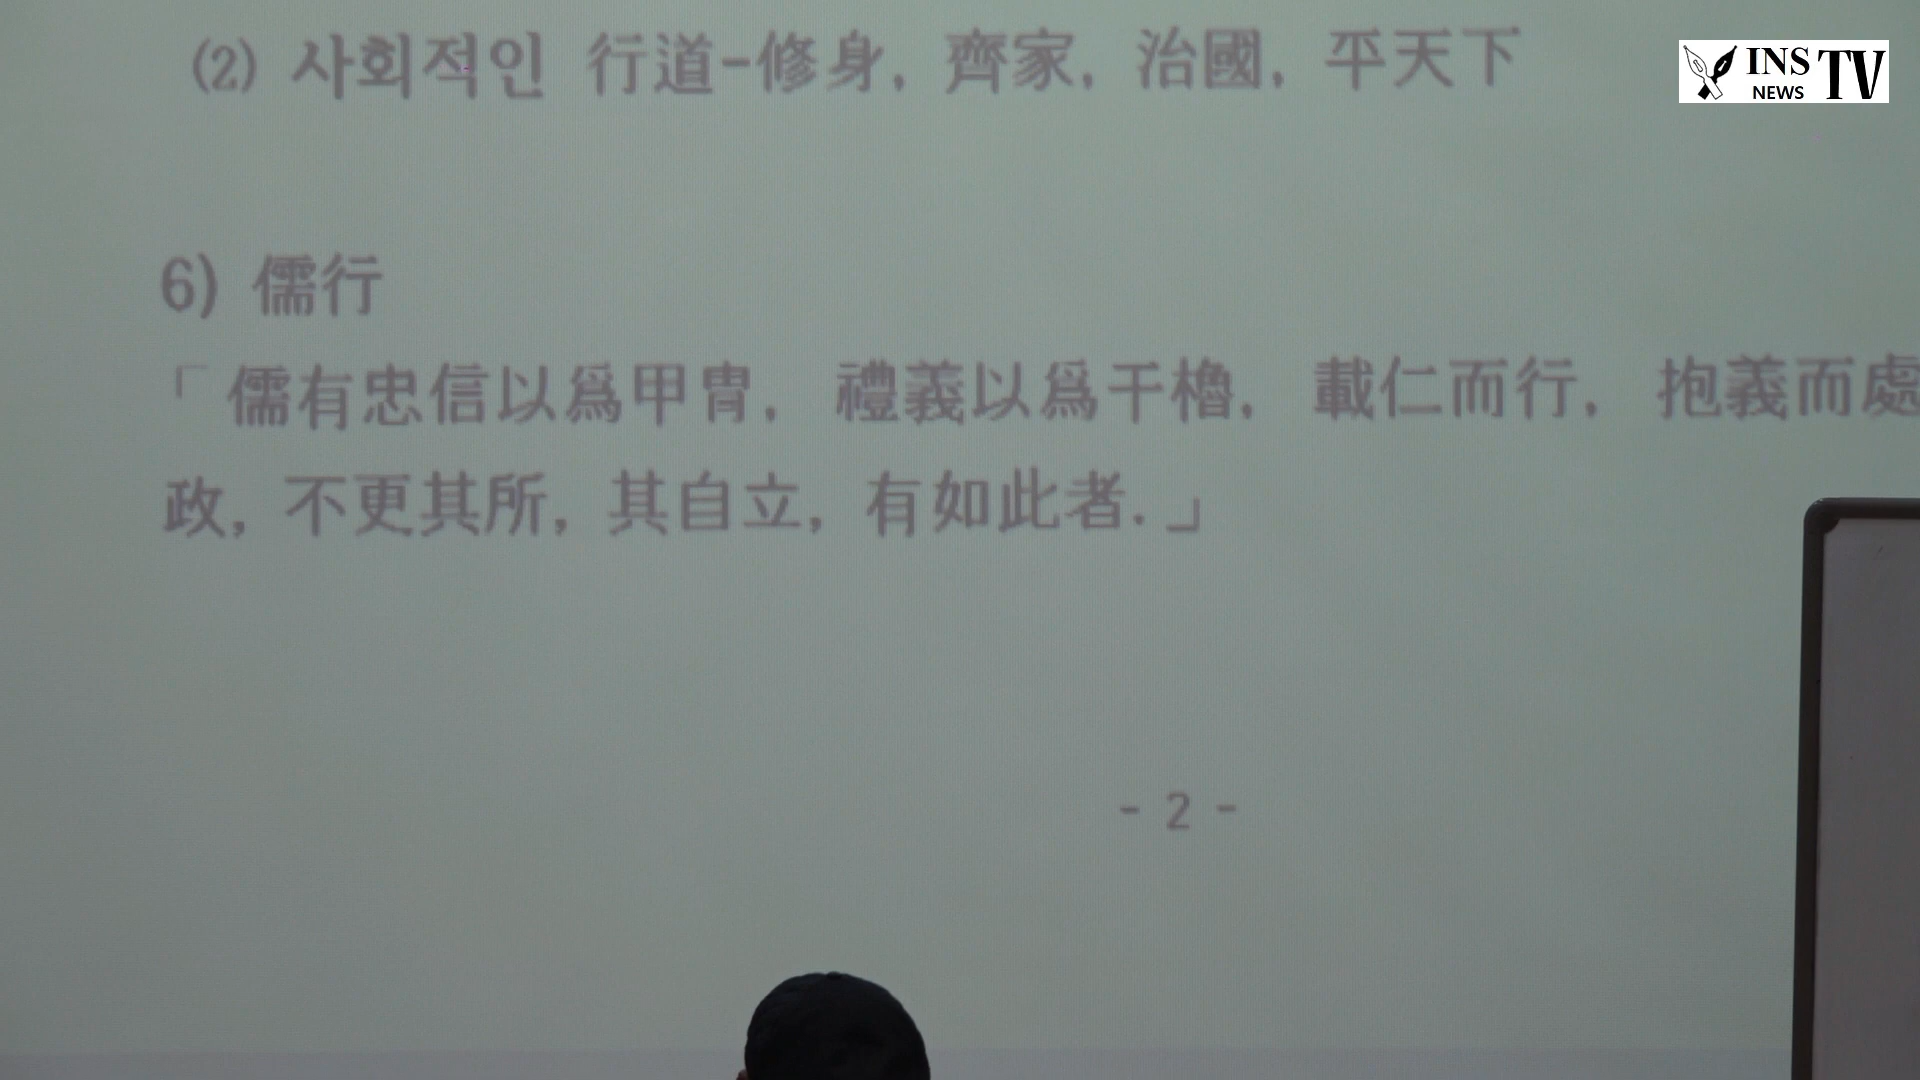 (2) 사회적인 行道-修身, 齊家, 治國, 平天下
INS NEWS TV
6) 儒行
「儒有忠信以爲甲冑, 禮義以爲干櫓, 載仁而行, 抱義而處
政, 不更其所, 其自立, 有如此者.」
- 2 -